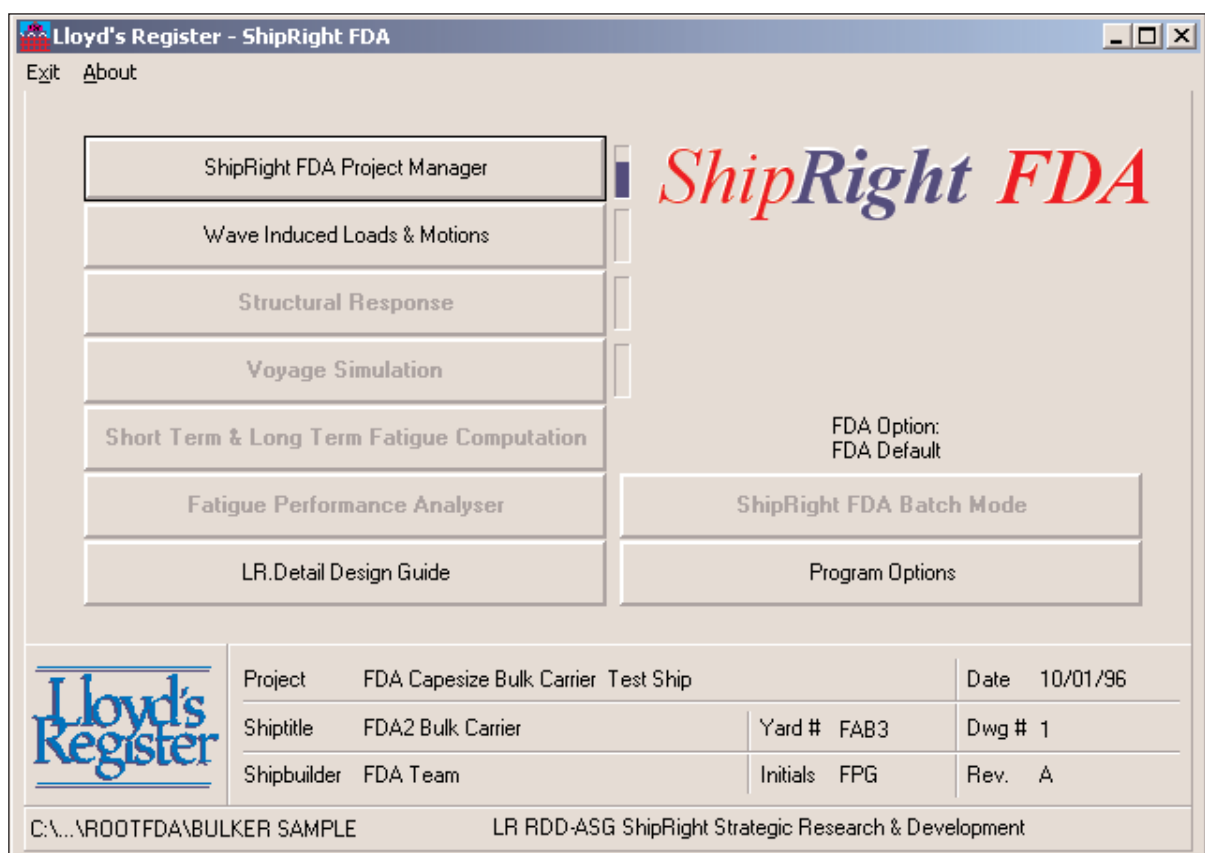 Lloyd's Register - ShipRight FDA
Exit About
ShipRight FDA Project Manager
ShipRight FDA
Wave Induced Loads & Motions
Structural Response
Voyage Simulation
Short Term & Long Term Fatigue Computation
FDA Option:
FDA Default
Fatigue Performance Analyser
ShipRight FDA Batch Mode
LR.Detail Design Guide
Program Options
Lloyd's
Register
Project FDA Capesize Bulk Carrier Test Ship Date 10/01/96
Shiptitle FDA2 Bulk Carrier Yard # FAB3 Dwg # 1
Shipbuilder FDA Team Initials FPG Rev. A
C:\...\ROOTFDA\BULKER SAMPLE LR RDD-ASG ShipRight Strategic Research & Development